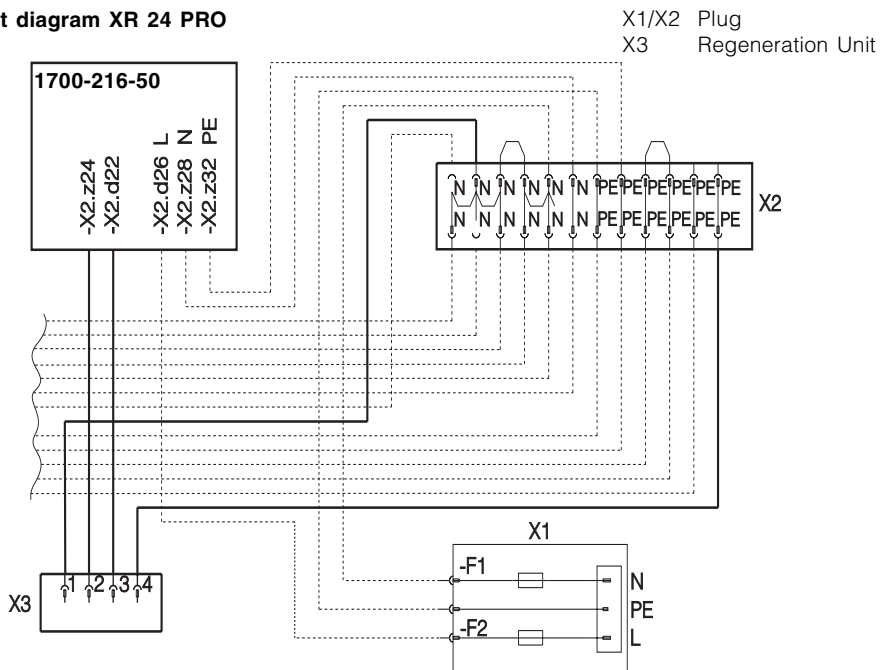 t diagram XR 24 PRO
X1/X2 Plug
X3 Regeneration Unit
1700-216-50
-X2.z24
-X2.d22
-X2.d26 L
-X2.z28 N
-X2.z32 PE
N N N N N N PE PE PE PE PE PE
N N N N N N PE PE PE PE PE PE
X2
X1
-F1
N
PE
-F2
L
X3
1 2 3 4